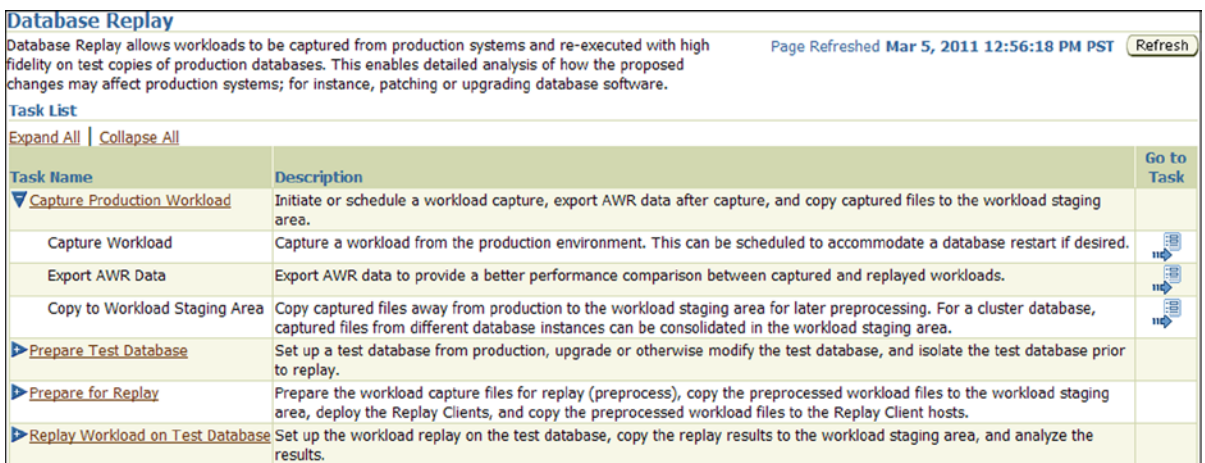 Database Replay
Database Replay allows workloads to be captured from production systems and re-executed with high
fidelity on test copies of production databases. This enables detailed analysis of how the proposed
changes may affect production systems; for instance, patching or upgrading database software.
Page Refreshed Mar 5, 2011 12:56:18 PM PST Refresh
Task List
Expand All | Collapse All
Task Name Description Go to
Task
Capture Production Workload Initiate or schedule a workload capture, export AWR data after capture, and copy captured files to the workload staging
area.
Capture Workload Capture a workload from the production environment. This can be scheduled to accommodate a database restart if desired.
Export AWR Data Export AWR data to provide a better performance comparison between captured and replayed workloads.
Copy to Workload Staging Area Copy captured files away from production to the workload staging area for later preprocessing. For a cluster database,
captured files from different database instances can be consolidated in the workload staging area.
Prepare Test Database Set up a test database from production, upgrade or otherwise modify the test database, and isolate the test database prior
to replay.
Prepare for Replay Prepare the workload capture files for replay (preprocess), copy the preprocessed workload files to the workload staging
area, deploy the Replay Clients, and copy the preprocessed workload files to the Replay Client hosts.
Replay Workload on Test Database Set up the workload replay on the test database, copy the replay results to the workload staging area, and analyze the
results.